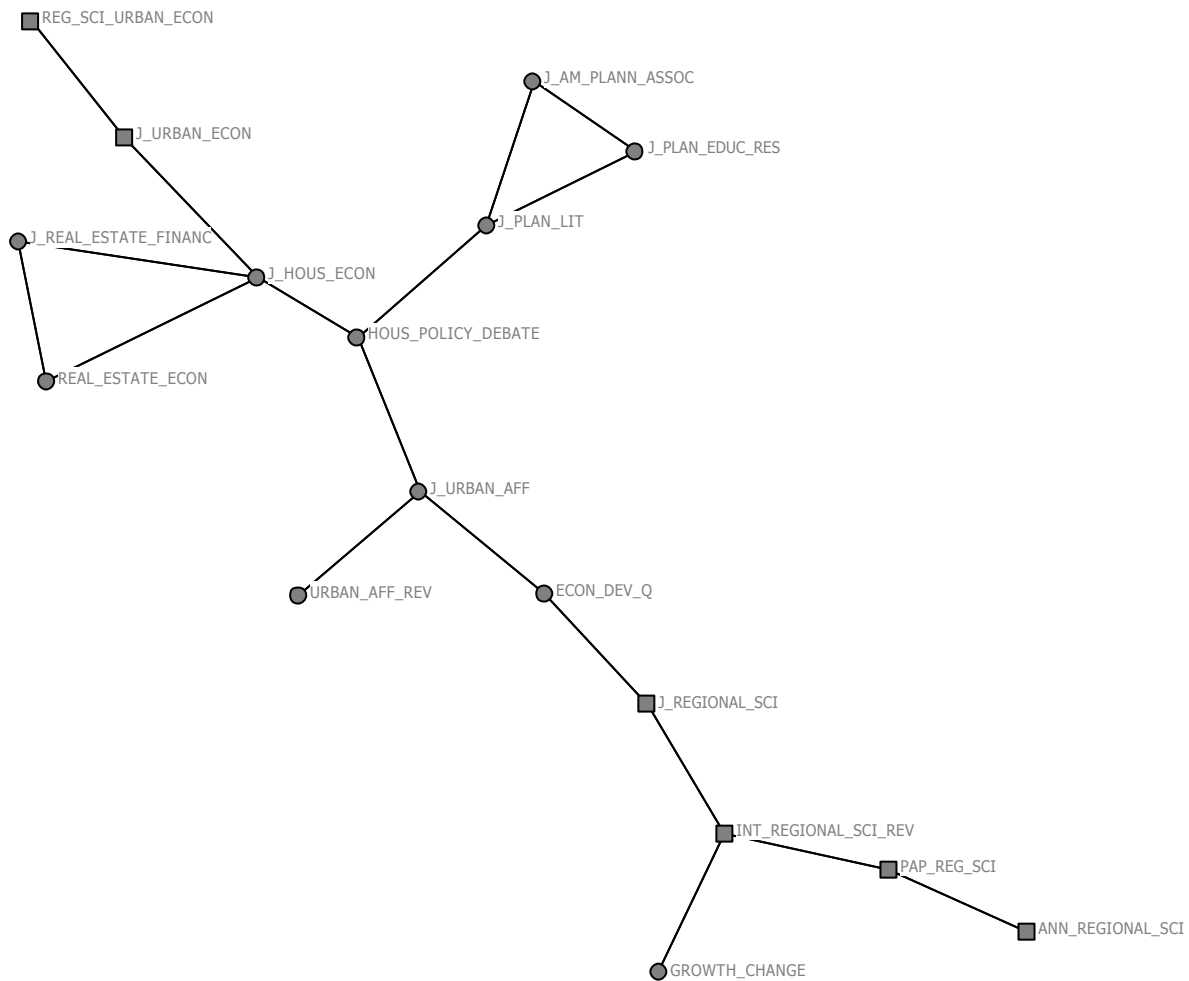 REG_SCI_URBAN_ECON
J_AM_PLANN_ASSOC
J_URBAN_ECON
J_PLAN_EDUC_RES
J_PLAN_LIT
J_REAL_ESTATE_FINANC
J_HOUS_ECON
HOUS_POLICY_DEBATE
REAL_ESTATE_ECON
J_URBAN_AFF
URBAN_AFF_REV
ECON_DEV_Q
J_REGIONAL_SCI
INT_REGIONAL_SCI_REV
PAP_REG_SCI
ANN_REGIONAL_SCI
GROWTH_CHANGE